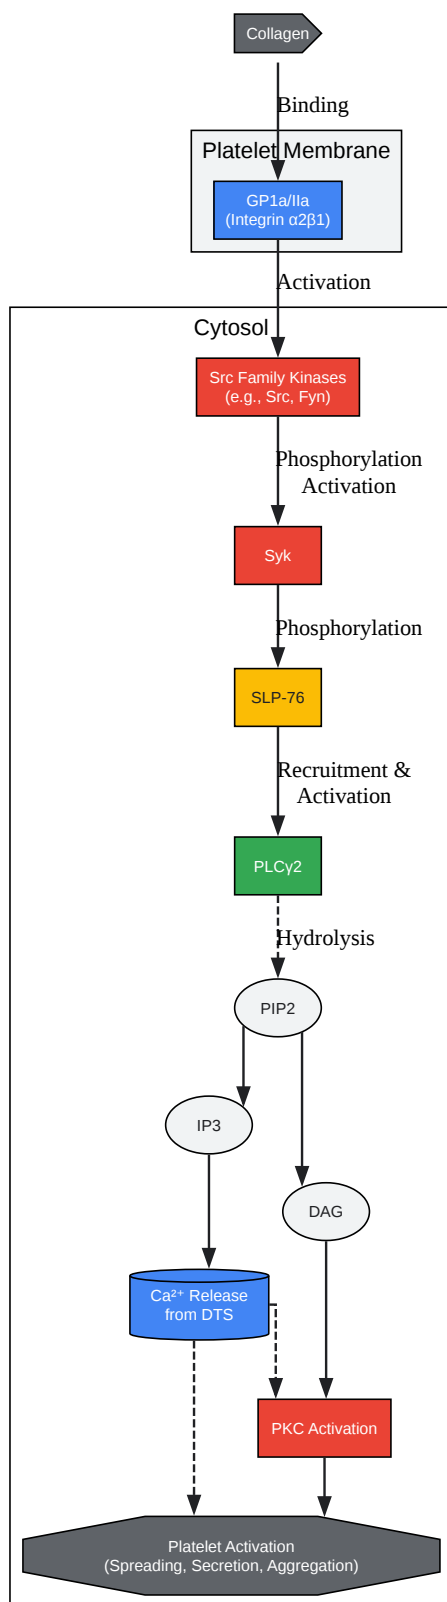 Collagen
Binding
Platelet Membrane
GP1a/IIa
(Integrin α2β1)
Activation
Cytosol
Src Family Kinases
(e.g., Src, Fyn)
Phosphorylation
Activation
Syk
Phosphorylation
SLP-76
Recruitment &
Activation
PLCγ2
Hydrolysis
PIP2
IP3
DAG
Ca²⁺ Release
from DTS
PKC Activation
Platelet Activation
(Spreading, Secretion, Aggregation)